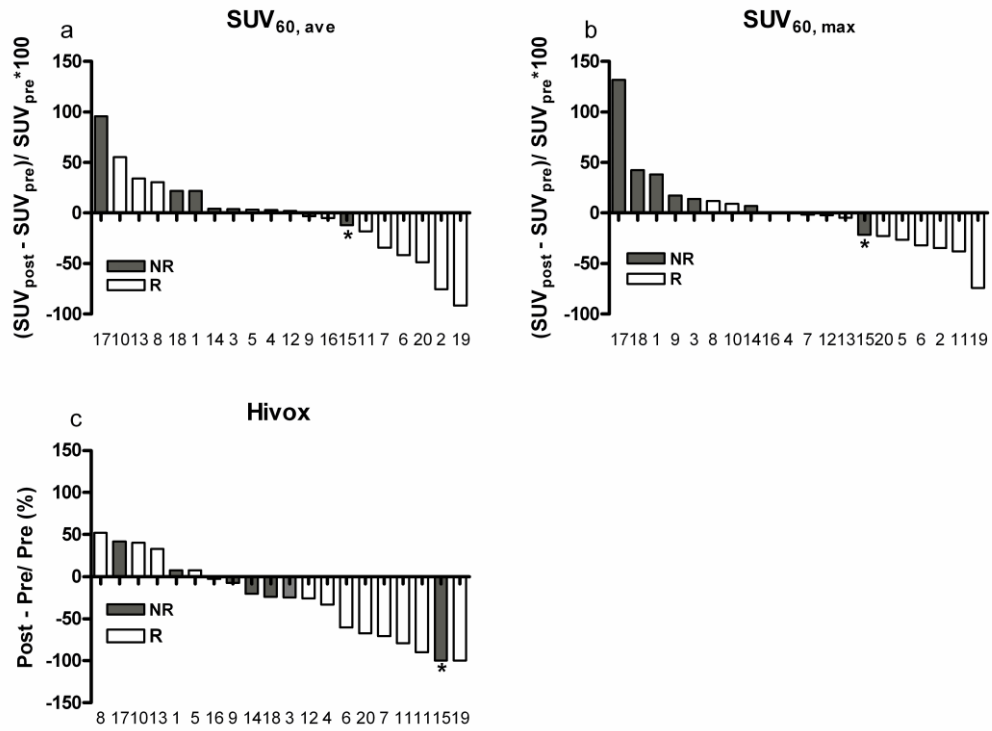 a
SUV60, ave
(SUVpost - SUVpre)/ SUVpre*100
150
100
50
0
-50
-100
*
NR
R
17 10 13 8 18 1 14 3 5 4 12 9 16 15 11 7 6 20 2 19
b
SUV60, max
(SUVpost - SUVpre)/ SUVpre*100
150
100
50
0
-50
-100
*
NR
R
17 18 1 9 3 8 10 14 16 4 7 12 13 15 20 5 6 2 11 19
c
Hivox
Post - Pre/ Pre (%)
150
100
50
0
-50
-100
-150
*
NR
R
8 17 10 13 1 5 16 9 14 18 3 12 4 6 20 7 11 11 15 19